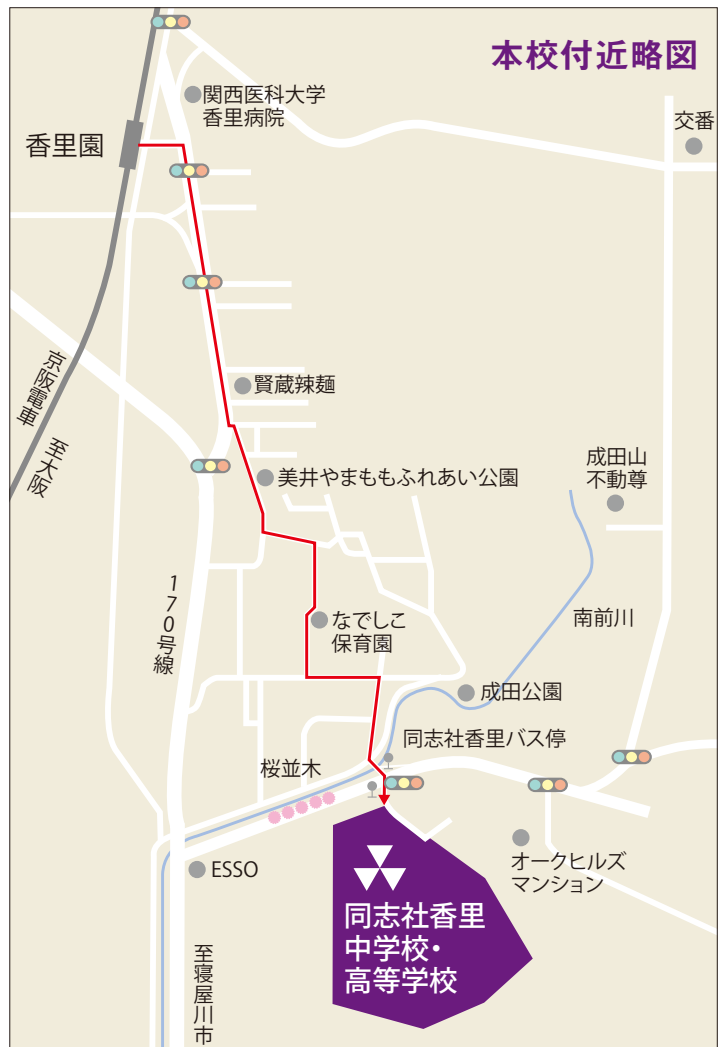 本校付近略図
関西医科大学
香里病院
交番
香里園
賢蔵辣麺
京阪電車
至大阪
美井やまももふれあい公園
成田山
不動尊
170号線
なでしこ
保育園
南前川
成田公園
同志社香里バス停
桜並木
ESSO
オークヒルズ
マンション
同志社香里
中学校・
高等学校
至寝屋川市